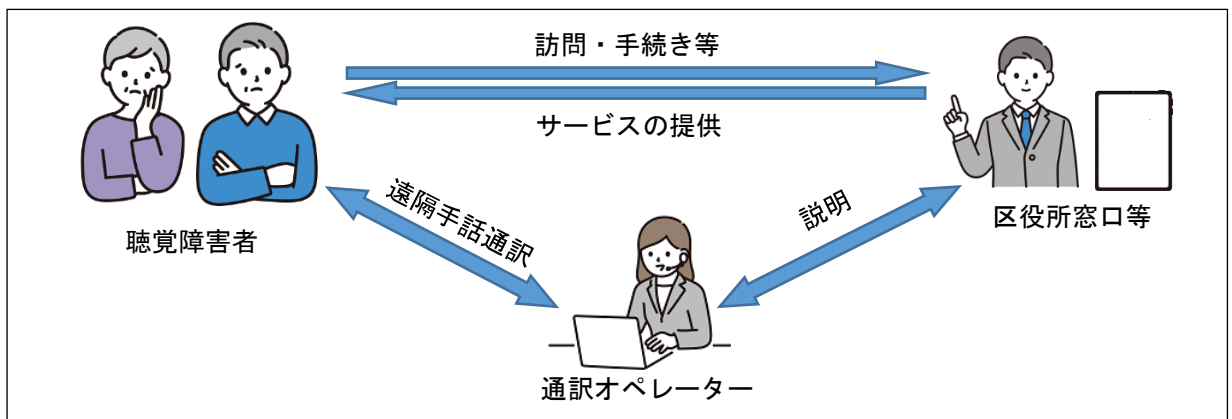 訪問・手続き等
サービスの提供
遠隔手話通訳
説明
聴覚障害者
区役所窓口等
通訳オペレーター